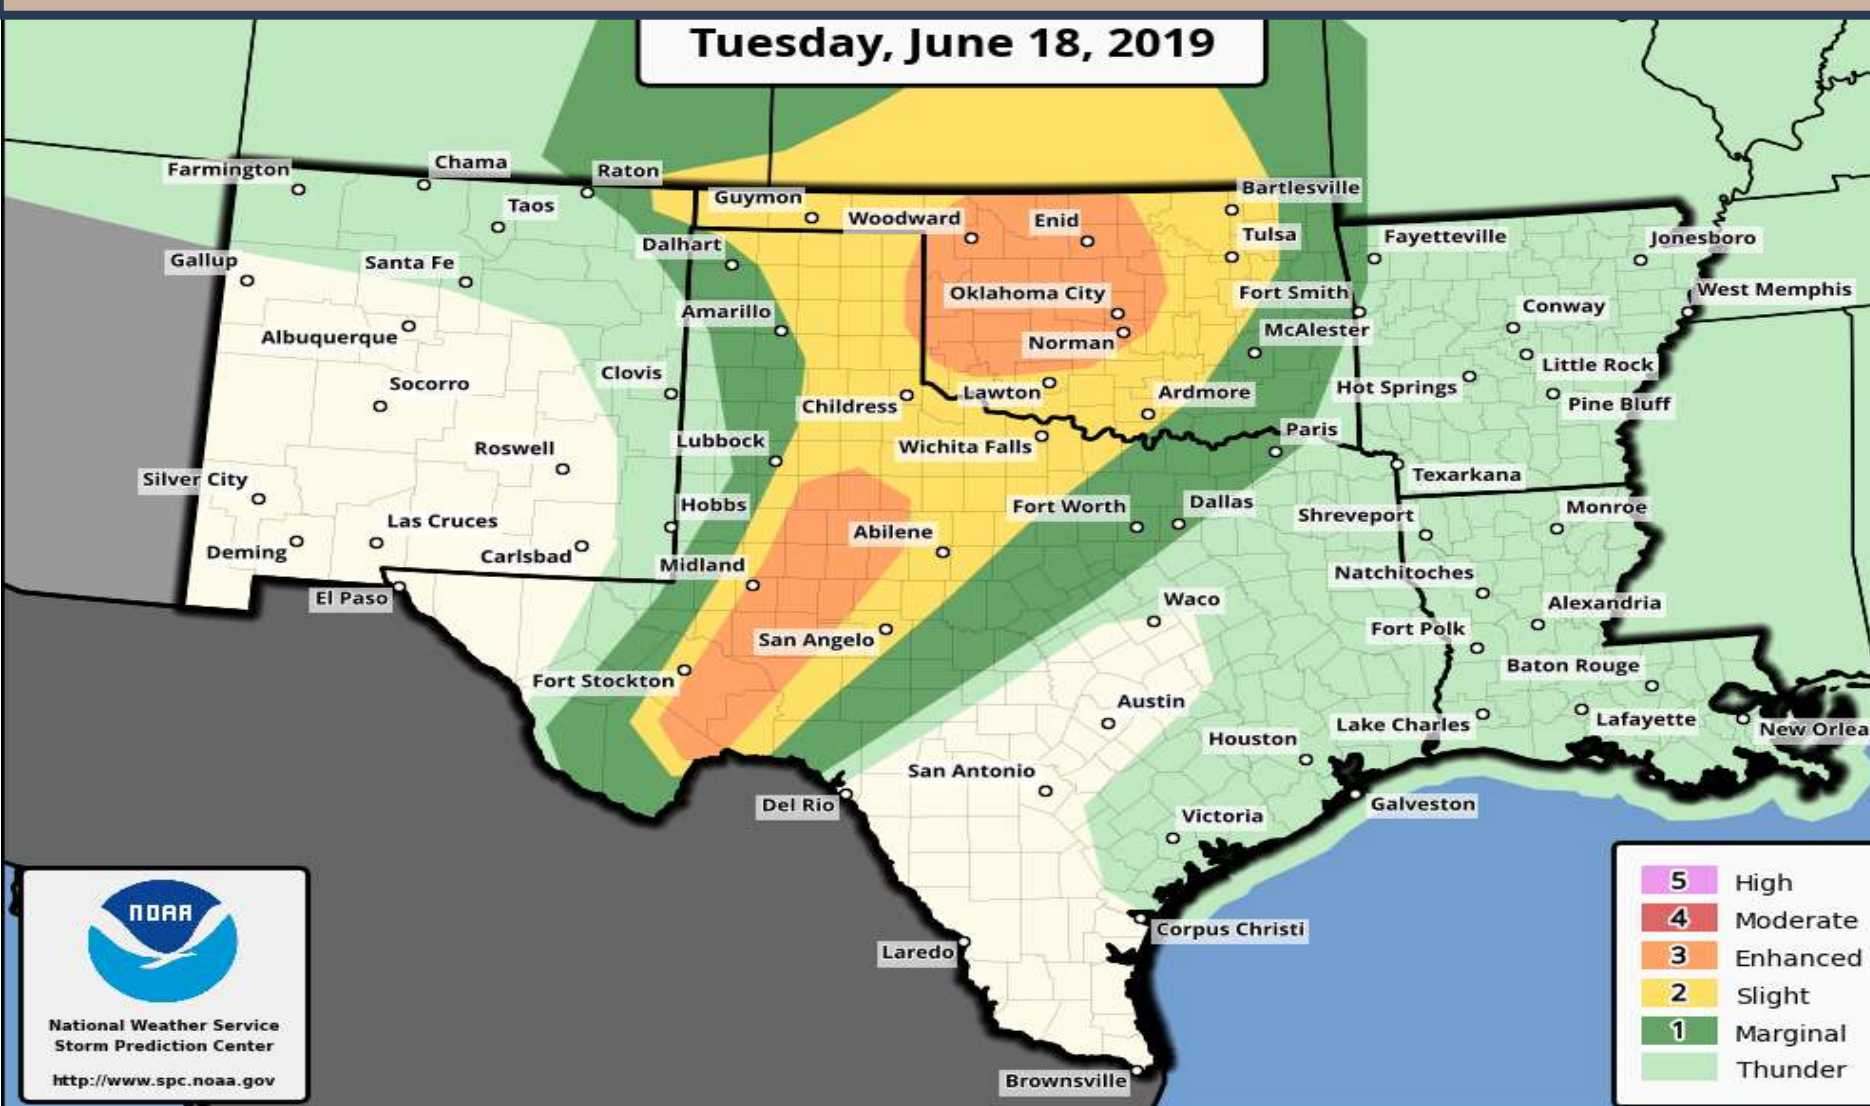 Tuesday, June 18, 2019
Farmington
Chama
Raton
Taos
Guymon
Woodward
Enid
Bartlesville
Tulsa
Fayetteville
Jonesboro
Gallup
Santa Fe
Dalhart
Oklahoma City
Fort Smith
Conway
West Memphis
Amarillo
Albuquerque
Norman
McAlester
Little Rock
Socorro
Clovis
Childress
Lawton
Ardmore
Hot Springs
Pine Bluff
Roswell
Lubbock
Wichita Falls
Paris
Texarkana
Silver City
Hobbs
Fort Worth
Dallas
Shreveport
Monroe
Las Cruces
Abilene
Deming
Carlsbad
Midland
Natchitoches
El Paso
Waco
Alexandria
San Angelo
Fort Polk
Fort Stockton
Baton Rouge
Austin
Lake Charles
Lafayette
New Orlea
Houston
San Antonio
Del Rio
Galveston
Victoria
Corpus Christi
Laredo
Brownsville
NOAA
National Weather Service
Storm Prediction Center
http://www.spc.noaa.gov
5 High
4 Moderate
3 Enhanced
2 Slight
1 Marginal
Thunder